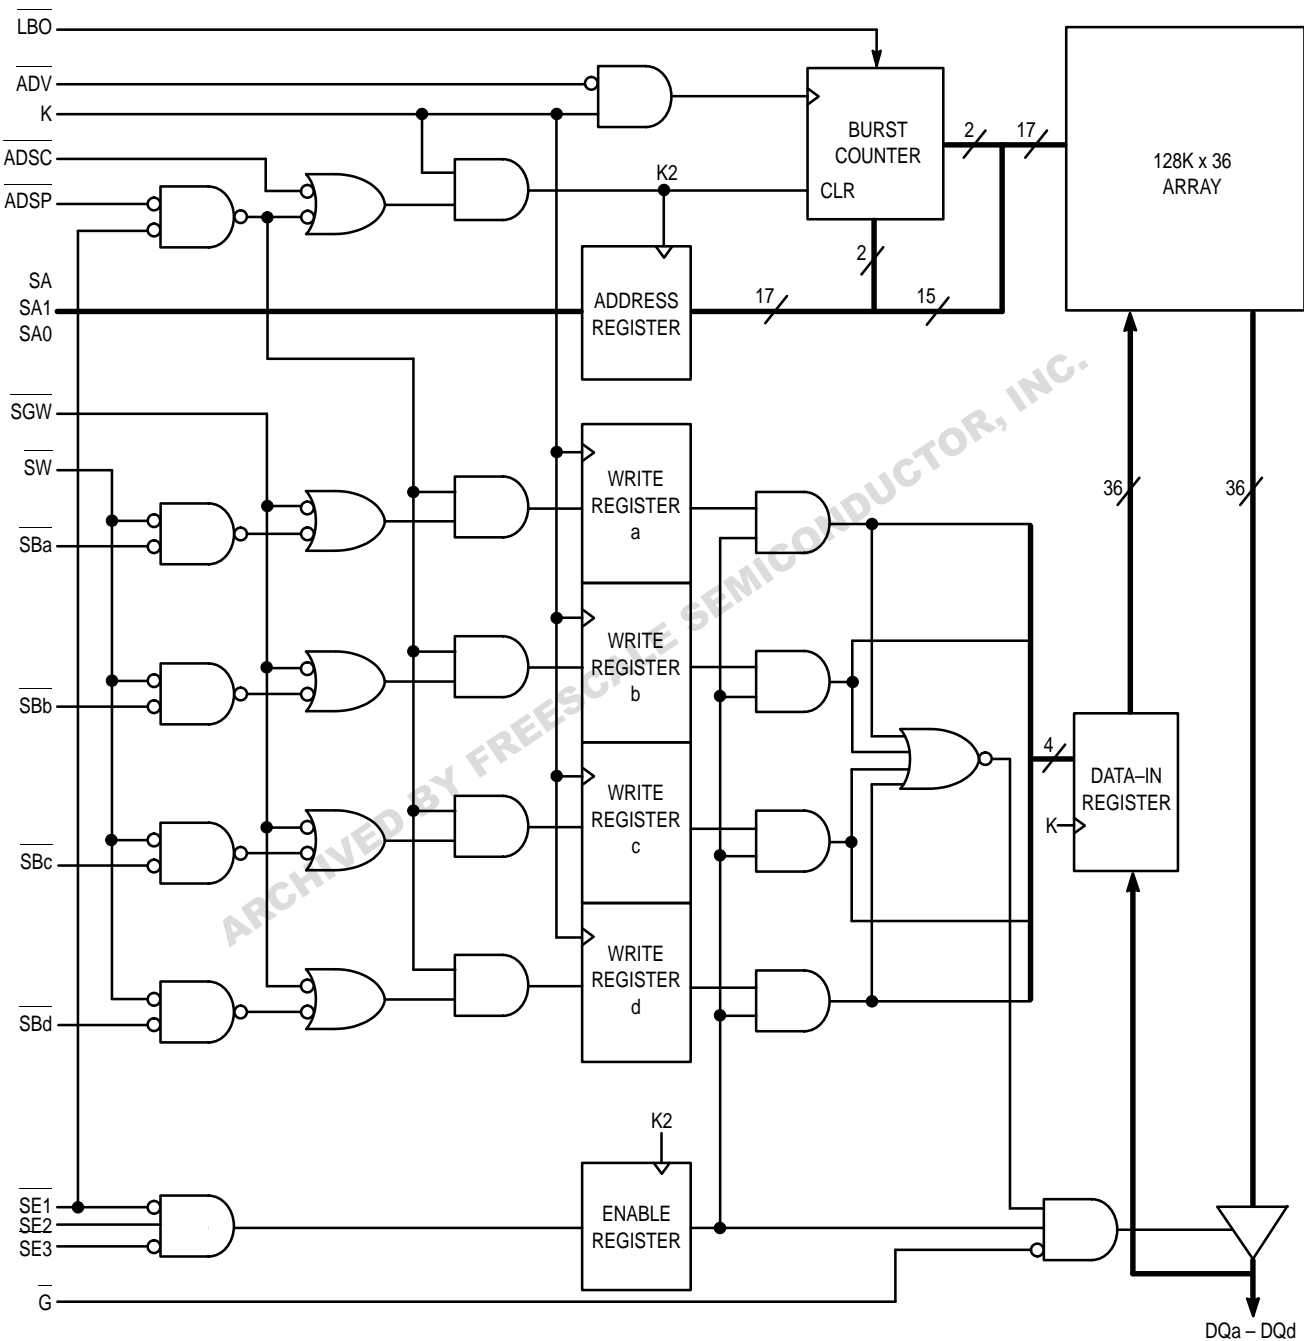 LBO
ADV
K
ADSC
ADSP
K2
BURST
COUNTER
CLR
2
17
128K x 36
ARRAY
2
SA
SA1
SA0
ADDRESS
REGISTER
17
15
SGW
SW
SBa
SBb
SBc
SBd
WRITE
REGISTER
a
WRITE
REGISTER
b
WRITE
REGISTER
c
WRITE
REGISTER
d
36
36
4
DATA–IN
REGISTER
K
K2
SE1
SE2
SE3
ENABLE
REGISTER
G
DQa – DQd
ARCHIVED BY FREESCALE SEMICONDUCTOR, INC.